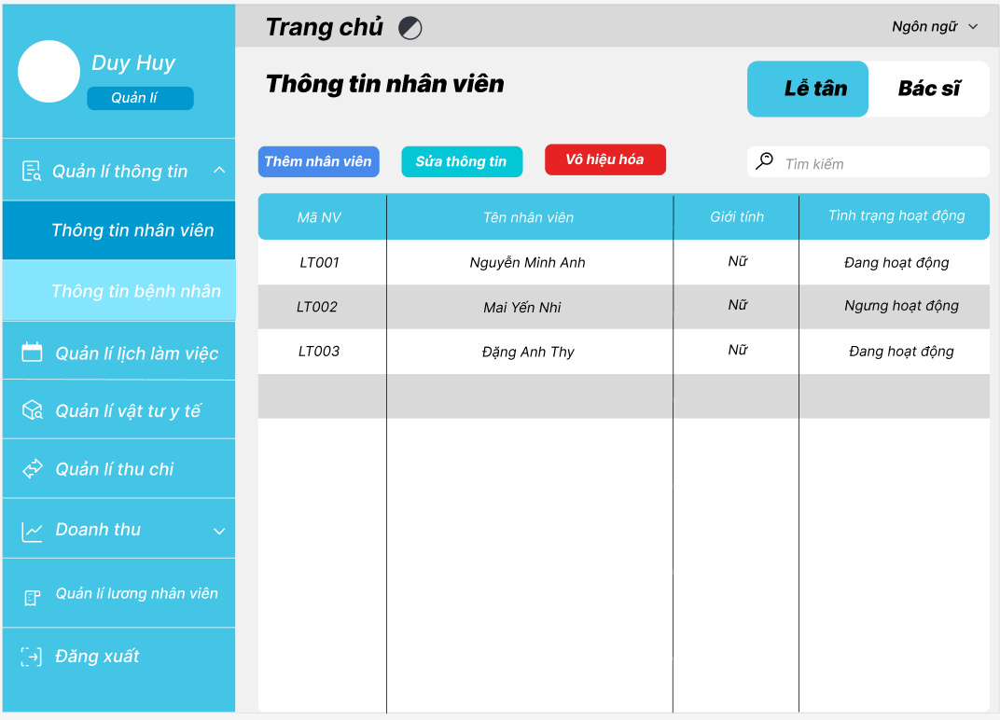 Duy Huy
Quản lí
Quản lí thông tin
Thông tin nhân viên
Thông tin bệnh nhân
Quản lí lịch làm việc
Quản lí vật tư y tế
Quản lí thu chi
Doanh thu
Quản lí lương nhân viên
Đăng xuất
Trang chủ
Ngôn ngữ
Thông tin nhân viên
Lễ tân
Bác sĩ
Thêm nhân viên
Sửa thông tin
Vô hiệu hóa
Tìm kiếm
Mã NV Tên nhân viên Giới tính Tình trạng hoạt động
LT001 Nguyễn Minh Anh Nữ Đang hoạt động
LT002 Mai Yến Nhi Nữ Ngưng hoạt động
LT003 Đặng Anh Thy Nữ Đang hoạt động